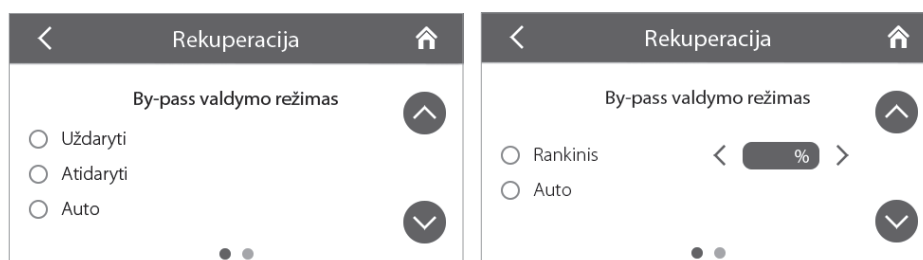 Rekuperacija
By-pass valdymo režimas
Uždaryti
Atidaryti
Auto
Rekuperacija
By-pass valdymo režimas
Rankinis %
Auto